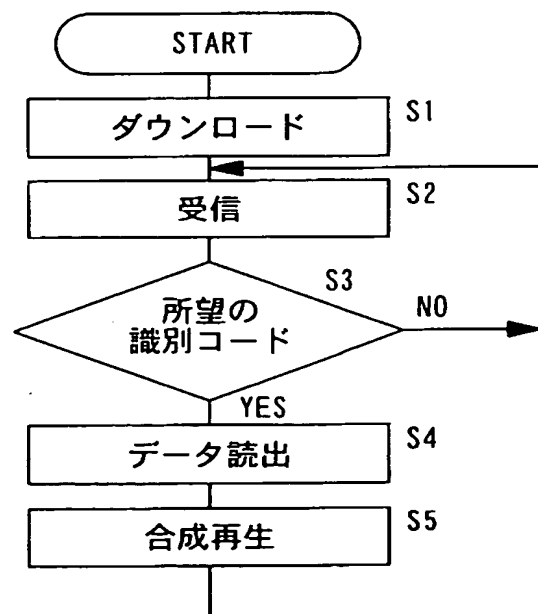 START
ダウンロード
S1
受信
S2
S3
所望の
識別コード
NO
YES
データ読出
S4
合成再生
S5